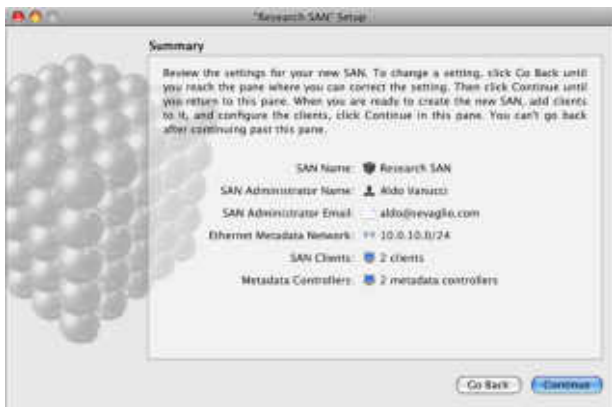 "Research SAN" Setup
Summary
Review the settings for your new SAN. To change a setting, click Go Back until
you reach the pane where you can correct the setting. Then click Continue until
you return to this pane. When you are ready to create the new SAN, add clients
to it, and configure the clients, click Continue in this pane. You can't go back
after continuing past this pane.
SAN Name: Research SAN
SAN Administrator Name: Aldo Vanucci
SAN Administrator Email: aldo@revaglio.com
Ethernet Metadata Network: 10.0.10.0/24
SAN Clients: 2 clients
Metadata Controllers: 2 metadata controllers
Go Back Continue